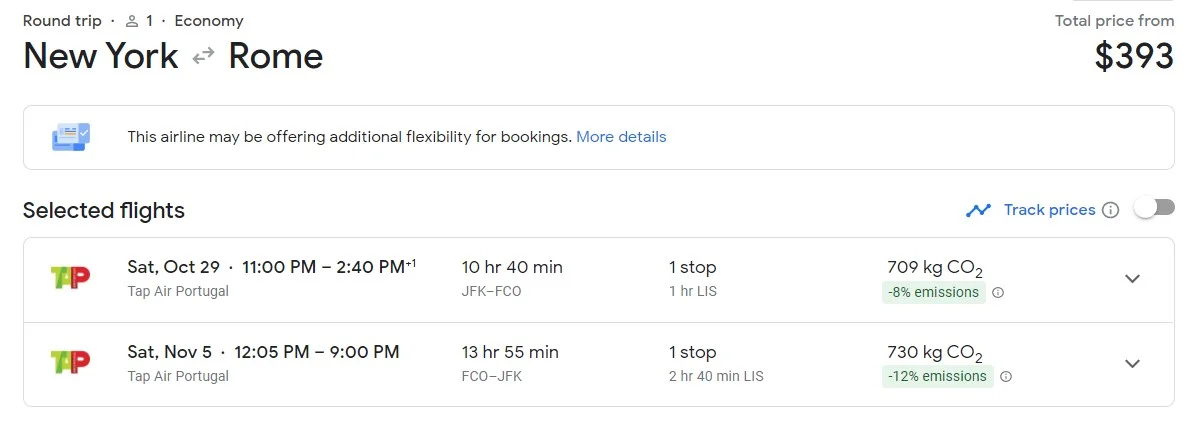 Round trip · 1 · Economy
Total price from
New York Rome
$393
This airline may be offering additional flexibility for bookings. More details
Selected flights
Track prices
TAP
Sat, Oct 29 · 11:00 PM – 2:40 PM+1
Tap Air Portugal
10 hr 40 min
JFK–FCO
1 stop
1 hr LIS
709 kg CO2
-8% emissions
TAP
Sat, Nov 5 · 12:05 PM – 9:00 PM
Tap Air Portugal
13 hr 55 min
FCO–JFK
1 stop
2 hr 40 min LIS
730 kg CO2
-12% emissions